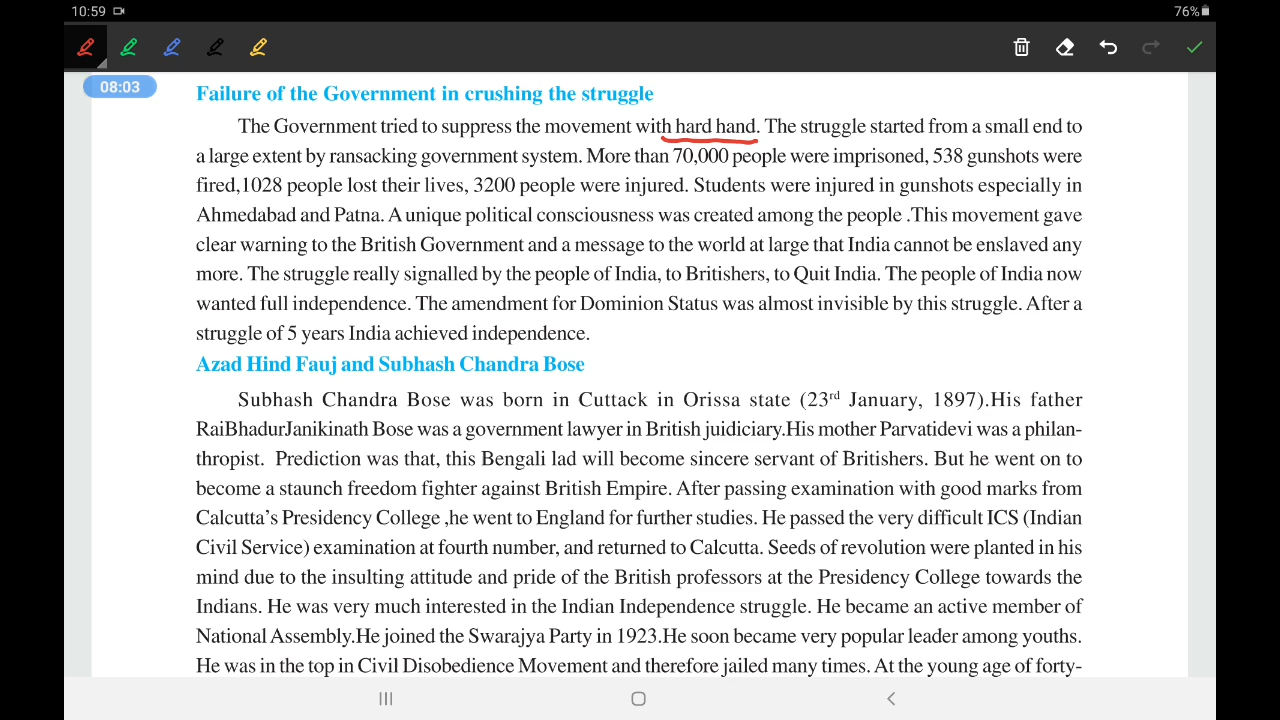 10:59
76%
08:03
Failure of the Government in crushing the struggle
The Government tried to suppress the movement with hard hand. The struggle started from a small end to
a large extent by ransacking government system. More than 70,000 people were imprisoned, 538 gunshots were
fired,1028 people lost their lives, 3200 people were injured. Students were injured in gunshots especially in
Ahmedabad and Patna. A unique political consciousness was created among the people .This movement gave
clear warning to the British Government and a message to the world at large that India cannot be enslaved any
more. The struggle really signalled by the people of India, to Britishers, to Quit India. The people of India now
wanted full independence. The amendment for Dominion Status was almost invisible by this struggle. After a
struggle of 5 years India achieved independence.
Azad Hind Fauj and Subhash Chandra Bose
Subhash Chandra Bose was born in Cuttack in Orissa state (23rd January, 1897).His father
RaiBhadurJanikinath Bose was a government lawyer in British juidiciary.His mother Parvatidevi was a philan-
thropist. Prediction was that, this Bengali lad will become sincere servant of Britishers. But he went on to
become a staunch freedom fighter against British Empire. After passing examination with good marks from
Calcutta's Presidency College ,he went to England for further studies. He passed the very difficult ICS (Indian
Civil Service) examination at fourth number, and returned to Calcutta. Seeds of revolution were planted in his
mind due to the insulting attitude and pride of the British professors at the Presidency College towards the
Indians. He was very much interested in the Indian Independence struggle. He became an active member of
National Assembly.He joined the Swarajya Party in 1923.He soon became very popular leader among youths.
He was in the top in Civil Disobedience Movement and therefore jailed many times. At the young age of forty-